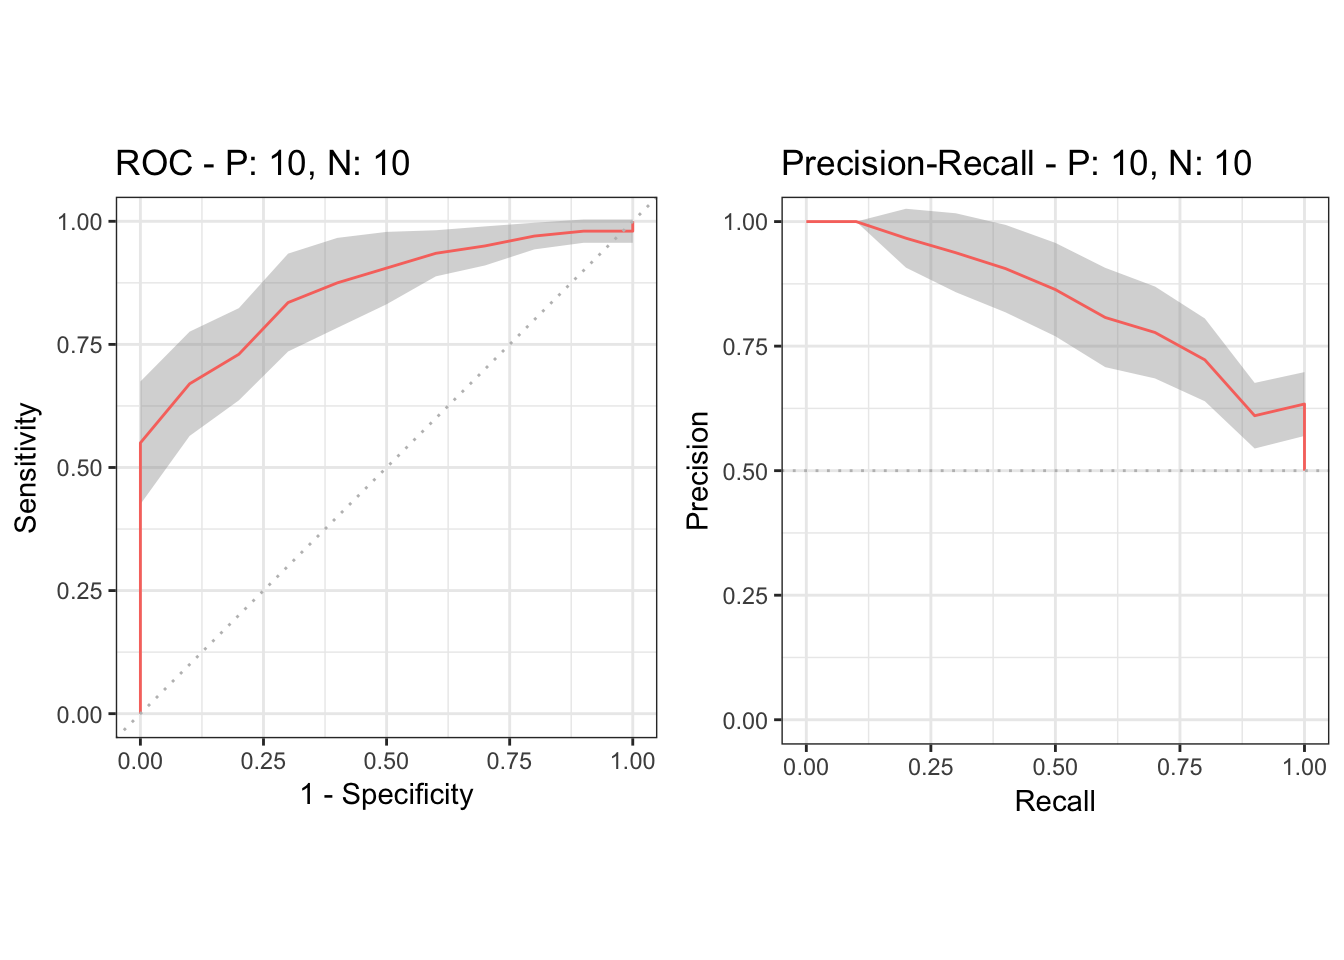 ROC - P: 10, N: 10
1.00
0.75
0.50
0.25
0.00
Sensitivity
0.00 0.25 0.50 0.75 1.00
1 - Specificity
Precision-Recall - P: 10, N: 10
1.00
0.75
0.50
0.25
0.00
Precision
0.00 0.25 0.50 0.75 1.00
Recall